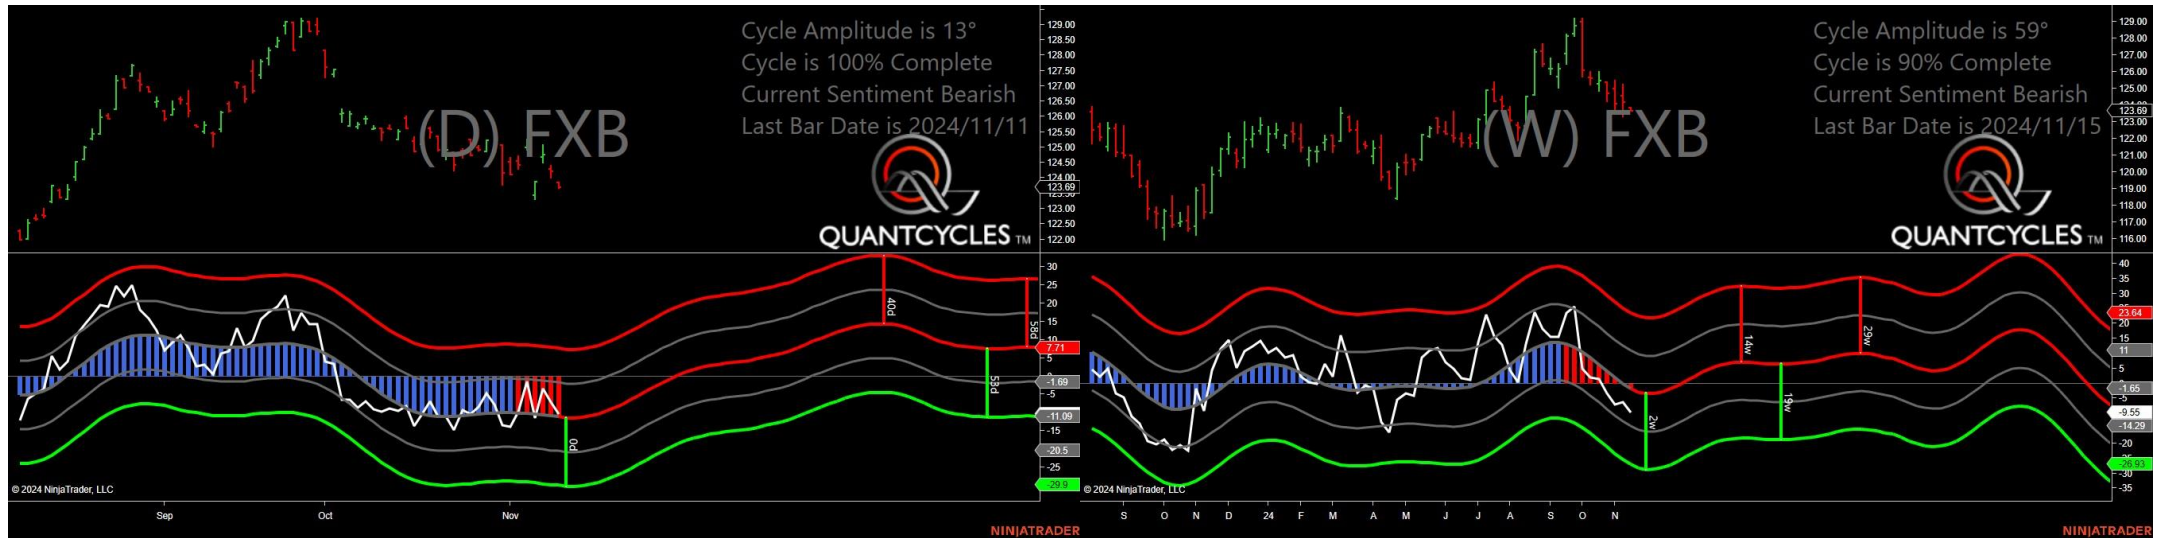 Cycle Amplitude is 13°
Cycle is 100% Complete
Current Sentiment Bearish
Last Bar Date is 2024/11/11
(D) FXB
QUANTCYCLES TM
129.00
128.50
128.00
127.50
127.00
126.50
126.00
125.50
125.00
124.50
124.00
123.69
123.00
122.50
122.00
30
25
20
15
10
7.71
5
-1.69
-5
-11.09
-15
-20.5
-25
-29.9
40d
58d
53d
0d
© 2024 NinjaTrader, LLC
Sep Oct Nov
NINJATRADER
Cycle Amplitude is 59°
Cycle is 90% Complete
Current Sentiment Bearish
Last Bar Date is 2024/11/15
(W) FXB
QUANTCYCLES TM
129.00
128.00
127.00
126.00
125.00
123.69
123.00
122.00
121.00
120.00
119.00
118.00
117.00
116.00
40
35
30
23.64
20
15
11
5
-1.65
-5
-9.55
-14.29
-20
-26.93
-30
-35
14w
29w
2w
19w
© 2024 NinjaTrader, LLC
S O N D 24 F M A M J J A S O N
NINJATRADER